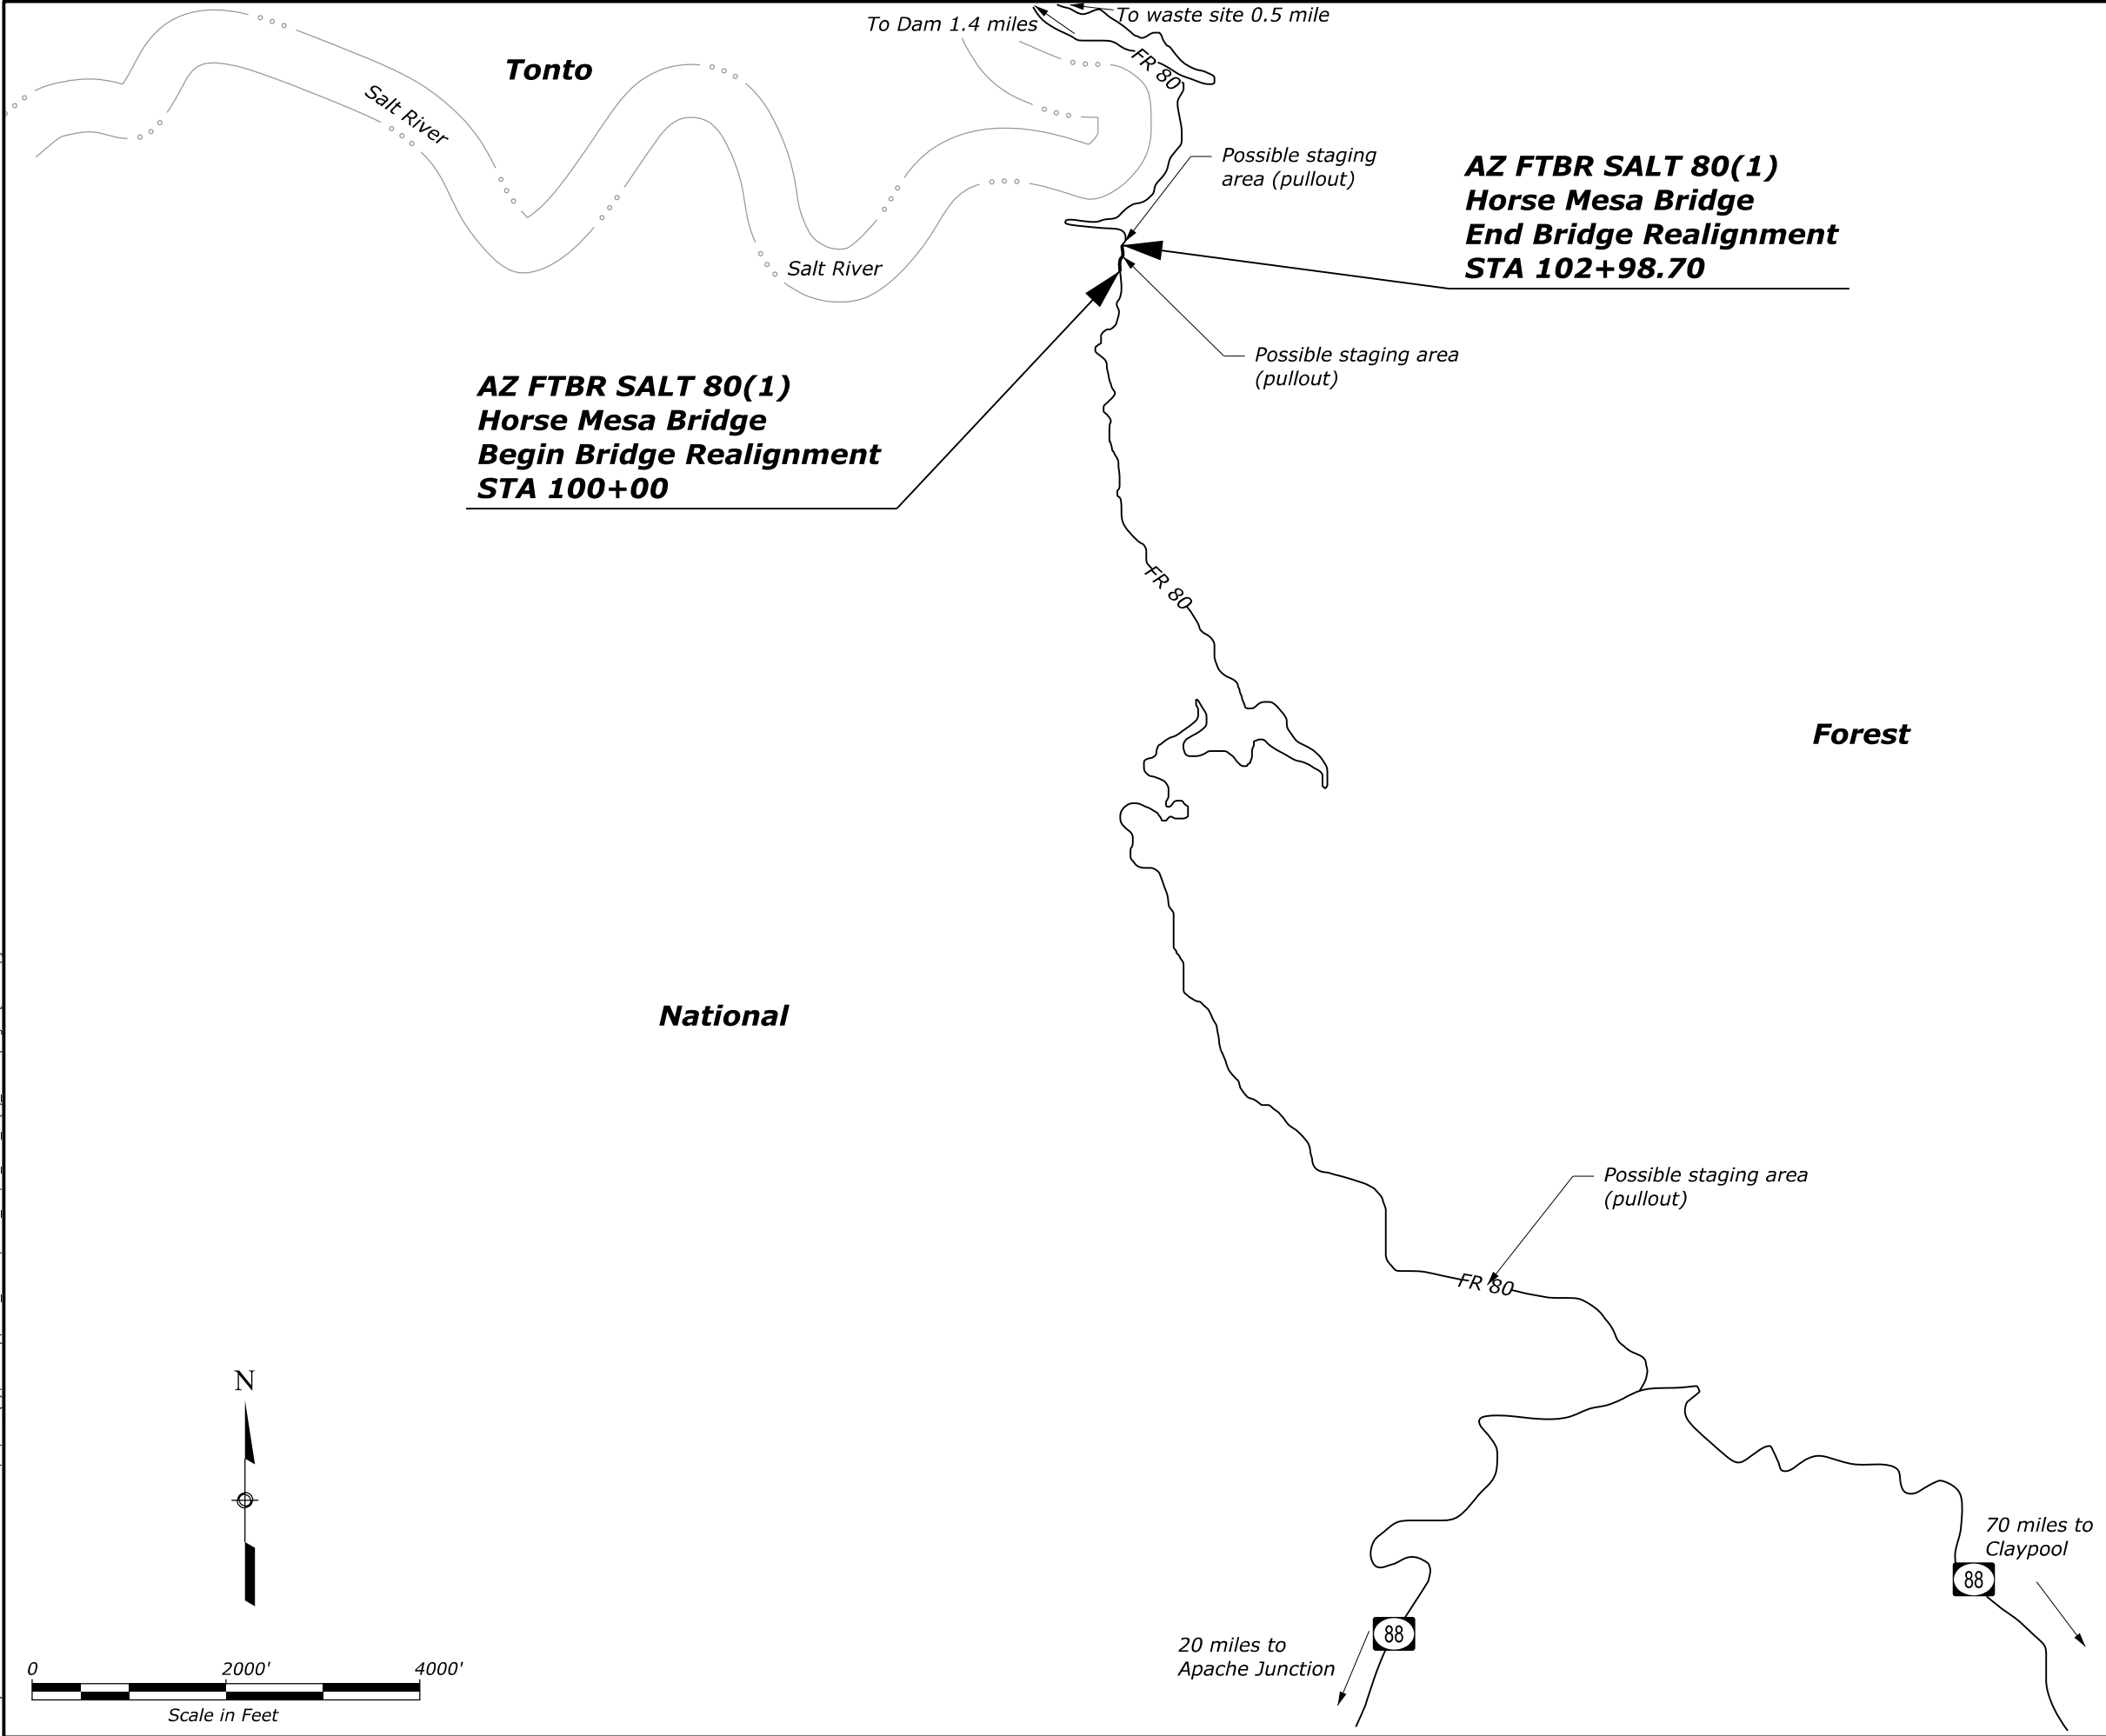 To waste site 0.5 mile
To Dam 1.4 miles
FR 80
Tonto
Salt River
Possible staging
area (pullout)
AZ FTBR SALT 80(1)
Horse Mesa Bridge
End Bridge Realignment
STA 102+98.70
Salt River
Possible staging area
(pullout)
AZ FTBR SALT 80(1)
Horse Mesa Bridge
Begin Bridge Realignment
STA 100+00
FR 80
Forest
National
Possible staging area
(pullout)
FR 80
N
70 miles to
Claypool
88
88
20 miles to
Apache Junction
0 2000' 4000'
Scale in Feet